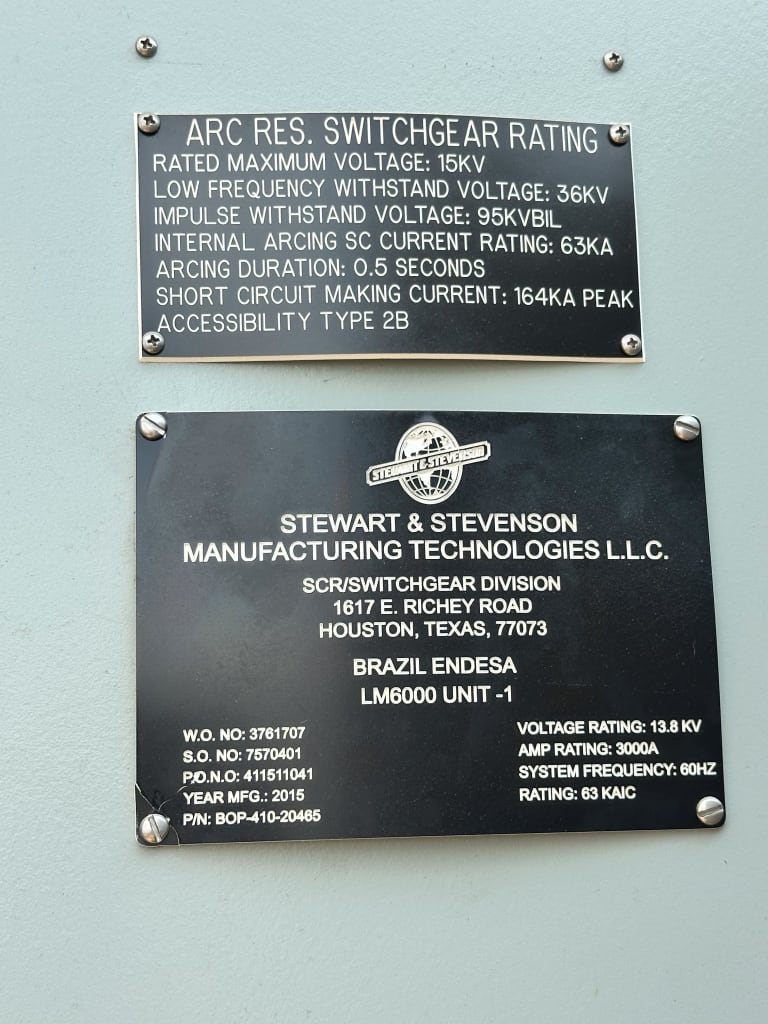 ARC RES. SWITCHGEAR RATING
RATED MAXIMUM VOLTAGE: 15KV
LOW FREQUENCY WITHSTAND VOLTAGE: 36KV
IMPULSE WITHSTAND VOLTAGE: 95KVBIL
INTERNAL ARCING SC CURRENT RATING: 63KA
ARCING DURATION: 0.5 SECONDS
SHORT CIRCUIT MAKING CURRENT: 164KA PEAK
ACCESSIBILITY TYPE 2B
STEWART & STEVENSON
STEWART & STEVENSON
MANUFACTURING TECHNOLOGIES L.L.C.
SCR/SWITCHGEAR DIVISION
1617 E. RICHEY ROAD
HOUSTON, TEXAS, 77073
BRAZIL ENDESA
LM6000 UNIT -1
W.O. NO: 3761707
S.O. NO: 7570401
P.O.N.O: 411511041
YEAR MFG.: 2015
P/N: BOP-410-20465
VOLTAGE RATING: 13.8 KV
AMP RATING: 3000A
SYSTEM FREQUENCY: 60HZ
RATING: 63 KAIC